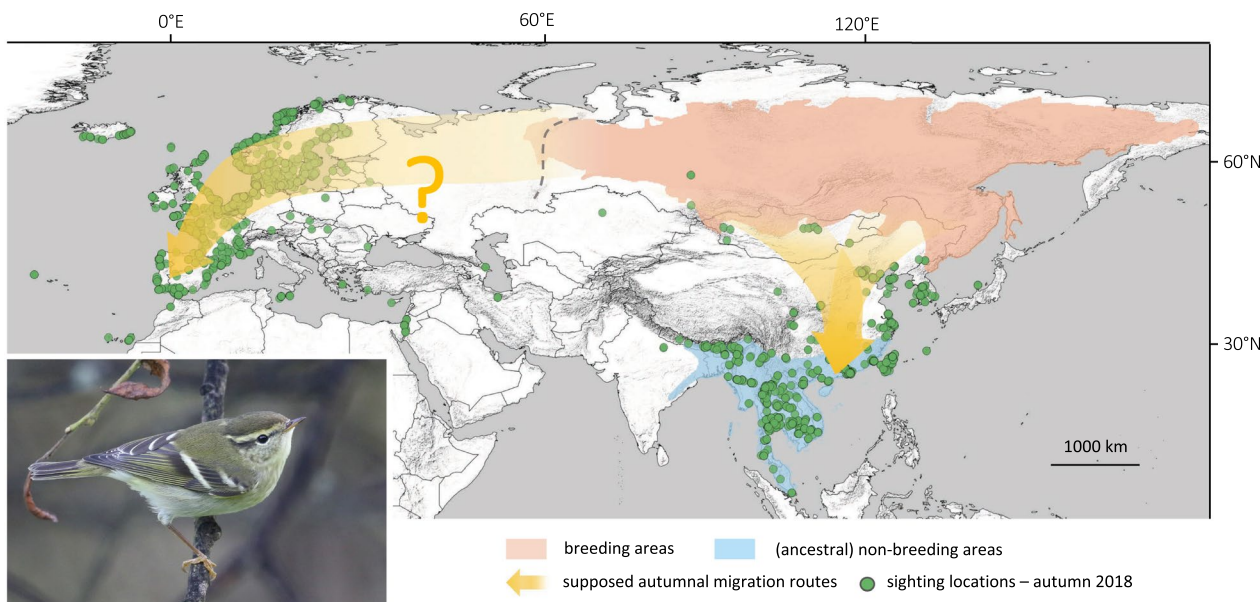 0°E 60°E 120°E
60°N
?
30°N
1000 km
breeding areas (ancestral) non-breeding areas
supposed autumnal migration routes sighting locations – autumn 2018